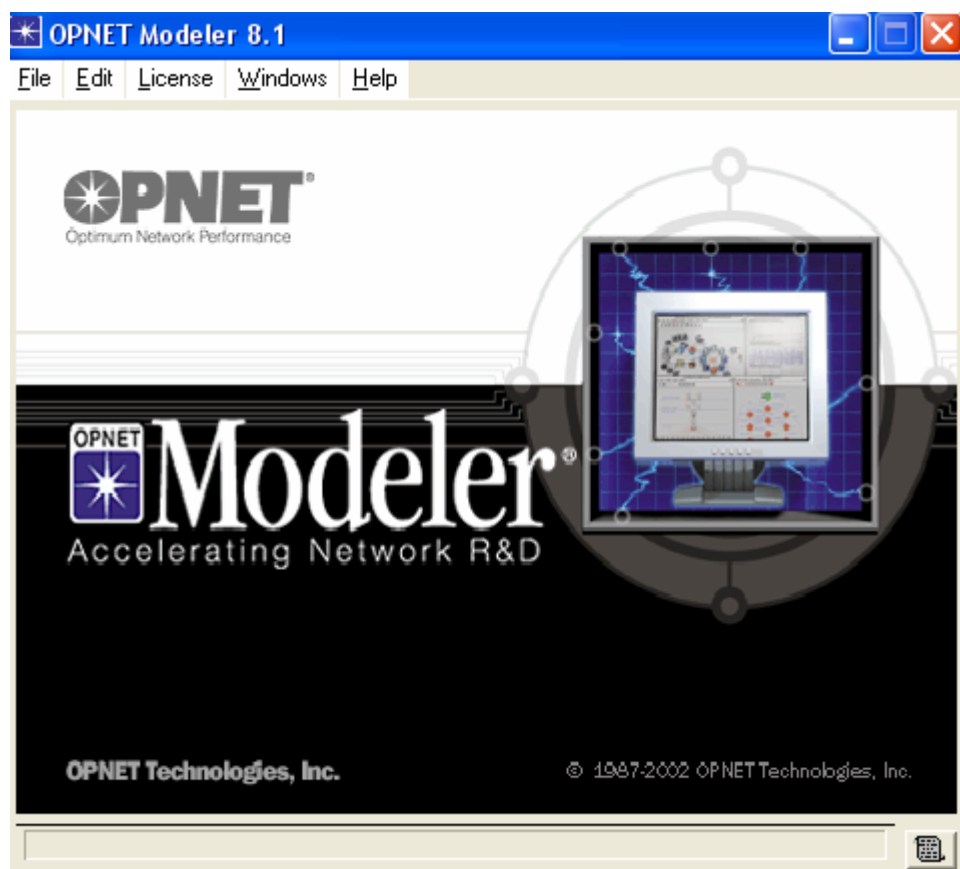 OPNET Modeler 8.1
File Edit License Windows Help
OPNET®
Optimum Network Performance
OPNET
Modeler®
Accelerating Network R&D
OPNET Technologies, Inc.
© 1987-2002 OPNET Technologies, Inc.